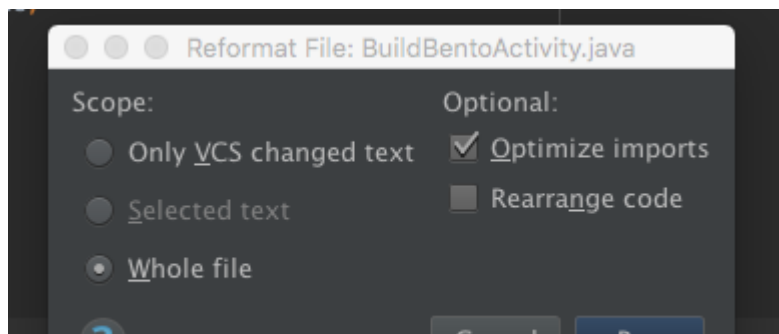 Reformat File: BuildBentoActivity.java
Scope:
Optional:
Only VCS changed text
Optimize imports
Selected text
Rearrange code
Whole file